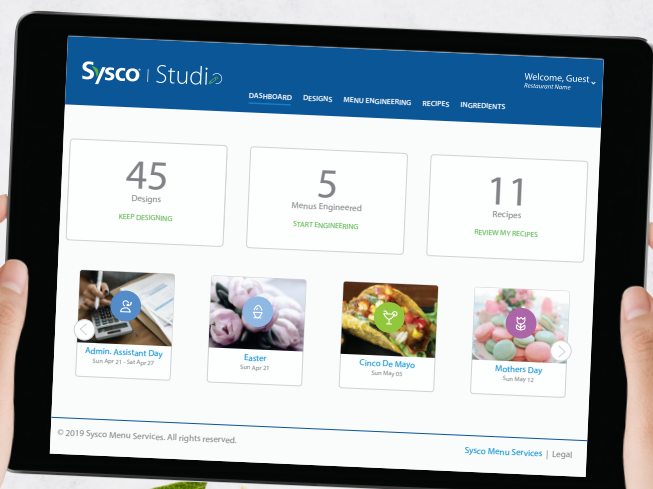 Sysco | Studio
Welcome, Guest
Restaurant Name
DASHBOARD DESIGNS MENU ENGINEERING RECIPES INGREDIENTS
45
Designs
KEEP DESIGNING
5
Menus Engineered
START ENGINEERING
11
Recipes
REVIEW MY RECIPES
Admin. Assistant Day
Sun Apr 21 - Sat Apr 27
Easter
Sun Apr 21
Cinco De Mayo
Sun May 05
Mothers Day
Sun May 12
© 2019 Sysco Menu Services. All rights reserved.
Sysco Menu Services | Legal